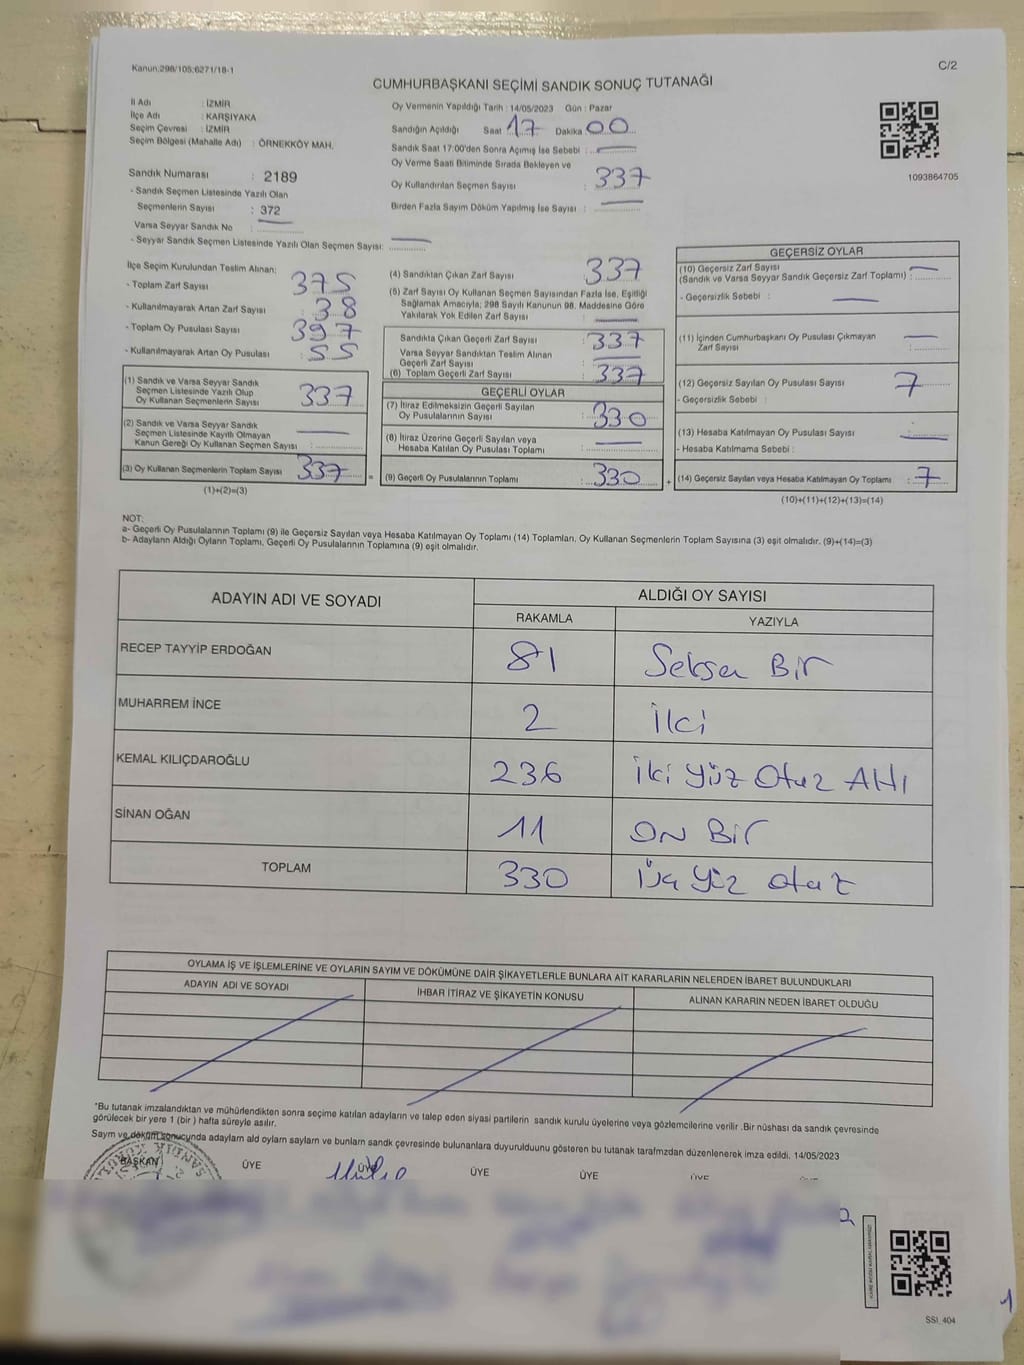 Kanun:298/105;6271/18-1
C/2
CUMHURBAŞKANI SEÇİMİ SANDIK SONUÇ TUTANAĞI
İl Adı : İZMİR
İlçe Adı : KARŞIYAKA
Seçim Çevresi : İZMİR
Seçim Bölgesi (Mahalle Adı) : ÖRNEKKÖY MAH.
Sandık Numarası : 2189
- Sandık Seçmen Listesinde Yazılı Olan
Seçmenlerin Sayısı : 372
Varsa Seyyar Sandık No :
- Seyyar Sandık Seçmen Listesinde Yazılı Olan Seçmen Sayısı:
Oy Vermenin Yapıldığı Tarih : 14/05/2023 Gün : Pazar
Sandığın Açıldığı Saat 17 Dakika 00
Sandık Saat 17:00'den Sonra Açılmış İse Sebebi :
Oy Verme Saati Bitiminde Sırada Bekleyen ve
Oy Kullandırılan Seçmen Sayısı : 337
Birden Fazla Sayım Döküm Yapılmış İse Sayısı :
1093864705
İlçe Seçim Kurulundan Teslim Alınan:
- Toplam Zarf Sayısı : 375
- Kullanılmayarak Artan Zarf Sayısı : 38
- Toplam Oy Pusulası Sayısı : 397
- Kullanılmayarak Artan Oy Pusulası : 55
(1) Sandık ve Varsa Seyyar Sandık
Seçmen Listesinde Yazılı Olup
Oy Kullanan Seçmenlerin Sayısı : 337
(2) Sandık ve Varsa Seyyar Sandık
Seçmen Listesinde Kayıtlı Olmayan
Kanun Gereği Oy Kullanan Seçmen Sayısı :
(3) Oy Kullanan Seçmenlerin Toplam Sayısı : 337 =
(1)+(2)=(3)
(4) Sandıktan Çıkan Zarf Sayısı : 337
(5) Zarf Sayısı Oy Kullanan Seçmen Sayısından Fazla İse, Eşitliği
Sağlamak Amacıyla; 298 Sayılı Kanunun 98. Maddesine Göre
Yakılarak Yok Edilen Zarf Sayısı :
Sandıkta Çıkan Geçerli Zarf Sayısı : 337
Varsa Seyyar Sandıktan Teslim Alınan
Geçerli Zarf Sayısı :
(6) Toplam Geçerli Zarf Sayısı : 337
GEÇERLİ OYLAR
(7) İtiraz Edilmeksizin Geçerli Sayılan
Oy Pusulalarının Sayısı : 330
(8) İtiraz Üzerine Geçerli Sayılan veya
Hesaba Katılan Oy Pusulası Toplamı :
(9) Geçerli Oy Pusulalarının Toplamı : 330 +
GEÇERSİZ OYLAR
(10) Geçersiz Zarf Sayısı
(Sandık ve Varsa Seyyar Sandık Geçersiz Zarf Toplamı) :
- Geçersizlik Sebebi :
(11) İçinden Cumhurbaşkanı Oy Pusulası Çıkmayan
Zarf Sayısı :
(12) Geçersiz Sayılan Oy Pusulası Sayısı : 7
- Geçersizlik Sebebi :
(13) Hesaba Katılmayan Oy Pusulası Sayısı :
- Hesaba Katılmama Sebebi :
(14) Geçersiz Sayılan veya Hesaba Katılmayan Oy Toplamı : 7
(10)+(11)+(12)+(13)=(14)
NOT:
a- Geçerli Oy Pusulalarının Toplamı (9) ile Geçersiz Sayılan veya Hesaba Katılmayan Oy Toplamı (14) Toplamları, Oy Kullanan Seçmenlerin Toplam Sayısına (3) eşit olmalıdır. (9)+(14)=(3)
b- Adayların Aldığı Oyların Toplamı, Geçerli Oy Pusulalarının Toplamına (9) eşit olmalıdır.
ADAYIN ADI VE SOYADI
ALDIĞI OY SAYISI
RAKAMLA YAZIYLA
RECEP TAYYİP ERDOĞAN 81 Seksen Bir
MUHARREM İNCE 2 İki
KEMAL KILIÇDAROĞLU 236 iki yüz otuz Altı
SİNAN OĞAN 11 ON BİR
TOPLAM 330 Üç yüz otuz
OYLAMA İŞ VE İŞLEMLERİNE VE OYLARIN SAYIM VE DÖKÜMÜNE DAİR ŞİKAYETLERLE BUNLARA AİT KARARLARIN NELERDEN İBARET BULUNDUKLARI
ADAYIN ADI VE SOYADI İHBAR İTİRAZ VE ŞİKAYETİN KONUSU ALINAN KARARIN NEDEN İBARET OLDUĞU
*Bu tutanak imzalandıktan ve mühürlendikten sonra seçime katılan adayların ve talep eden siyasi partilerin sandık kurulu üyelerine veya gözlemcilerine verilir .Bir nüshası da sandık çevresinde
görülecek bir yere 1 (bir ) hafta süreyle asılır.
Saym ve döküm sonucunda adaylarn ald oylarn saylarn ve bunlarn sandk çevresinde bulunanlara duyurulduunu gösteren bu tutanak tarafmzdan düzenlenerek imza edildi. 14/05/2023
BAŞKAN ÜYE ÜYE ÜYE ÜYE ÜYE
2
SSI_404
1